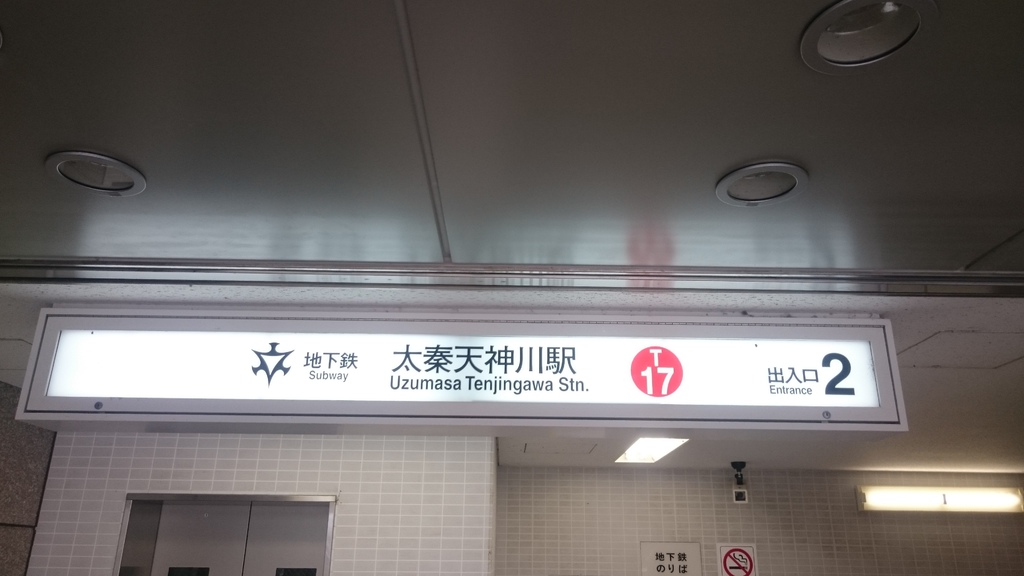 地下鉄
Subway
太秦天神川駅
Uzumasa Tenjingawa Stn.
T
17
出入口
Entrance
2
地下鉄
のりば